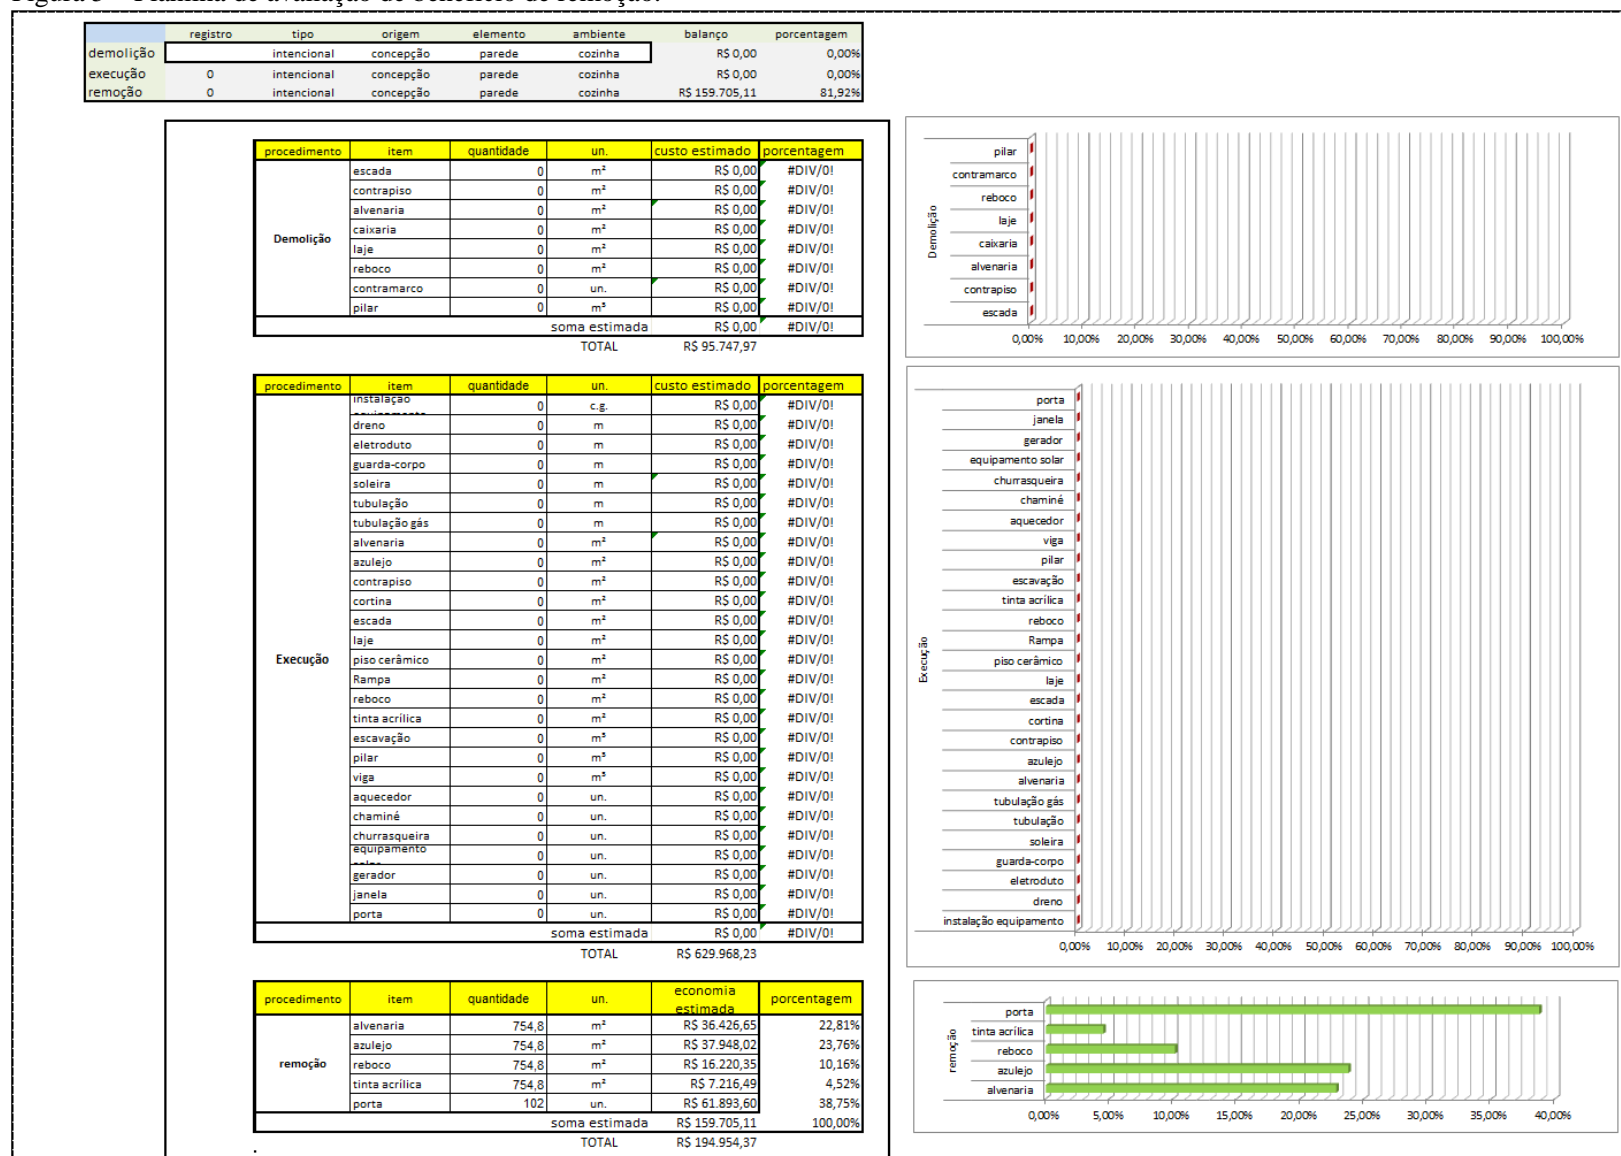 registro tipo origem elemento ambiente balanço porcentagem
demolição intencional concepção parede cozinha R$ 0,00 0,00%
execução 0 intencional concepção parede cozinha R$ 0,00 0,00%
remoção 0 intencional concepção parede cozinha R$ 159.705,11 81,92%
procedimento item quantidade un. custo estimado porcentagem
Demolição
escada 0 m² R$ 0,00 #DIV/0!
contrapiso 0 m² R$ 0,00 #DIV/0!
alvenaria 0 m² R$ 0,00 #DIV/0!
caixaria 0 m² R$ 0,00 #DIV/0!
laje 0 m² R$ 0,00 #DIV/0!
reboco 0 m² R$ 0,00 #DIV/0!
contramarco 0 un. R$ 0,00 #DIV/0!
pilar 0 m³ R$ 0,00 #DIV/0!
soma estimada R$ 0,00 #DIV/0!
TOTAL R$ 95.747,97
Demolição
pilar
contramarco
reboco
laje
caixaria
alvenaria
contrapiso
escada
0,00% 10,00% 20,00% 30,00% 40,00% 50,00% 60,00% 70,00% 80,00% 90,00% 100,00%
procedimento item quantidade un. custo estimado porcentagem
Execução
instalação 0 c.g. R$ 0,00 #DIV/0!
dreno 0 m R$ 0,00 #DIV/0!
eletroduto 0 m R$ 0,00 #DIV/0!
guarda-corpo 0 m R$ 0,00 #DIV/0!
soleira 0 m R$ 0,00 #DIV/0!
tubulação 0 m R$ 0,00 #DIV/0!
tubulação gás 0 m R$ 0,00 #DIV/0!
alvenaria 0 m² R$ 0,00 #DIV/0!
azulejo 0 m² R$ 0,00 #DIV/0!
contrapiso 0 m² R$ 0,00 #DIV/0!
cortina 0 m² R$ 0,00 #DIV/0!
escada 0 m² R$ 0,00 #DIV/0!
laje 0 m² R$ 0,00 #DIV/0!
piso cerâmico 0 m² R$ 0,00 #DIV/0!
Rampa 0 m² R$ 0,00 #DIV/0!
reboco 0 m² R$ 0,00 #DIV/0!
tinta acrílica 0 m² R$ 0,00 #DIV/0!
escavação 0 m³ R$ 0,00 #DIV/0!
pilar 0 m³ R$ 0,00 #DIV/0!
viga 0 m³ R$ 0,00 #DIV/0!
aquecedor 0 un. R$ 0,00 #DIV/0!
chaminé 0 un. R$ 0,00 #DIV/0!
churrasqueira 0 un. R$ 0,00 #DIV/0!
equipamento 0 un. R$ 0,00 #DIV/0!
gerador 0 un. R$ 0,00 #DIV/0!
janela 0 un. R$ 0,00 #DIV/0!
porta 0 un. R$ 0,00 #DIV/0!
soma estimada R$ 0,00 #DIV/0!
TOTAL R$ 629.968,23
Execução
porta
janela
gerador
equipamento solar
churrasqueira
chaminé
aquecedor
viga
pilar
escavação
tinta acrílica
reboco
Rampa
piso cerâmico
laje
escada
cortina
contrapiso
azulejo
alvenaria
tubulação gás
tubulação
soleira
guarda-corpo
eletroduto
dreno
instalação equipamento
0,00% 10,00% 20,00% 30,00% 40,00% 50,00% 60,00% 70,00% 80,00% 90,00% 100,00%
procedimento item quantidade un. economia estimada porcentagem
remoção
alvenaria 754,8 m² R$ 36.426,65 22,81%
azulejo 754,8 m² R$ 37.948,02 23,76%
reboco 754,8 m² R$ 16.220,35 10,16%
tinta acrílica 754,8 m² R$ 7.216,49 4,52%
porta 102 un. R$ 61.893,60 38,75%
soma estimada R$ 159.705,11 100,00%
TOTAL R$ 194.954,37
remoção
porta
tinta acrílica
reboco
azulejo
alvenaria
0,00% 5,00% 10,00% 15,00% 20,00% 25,00% 30,00% 35,00% 40,00%